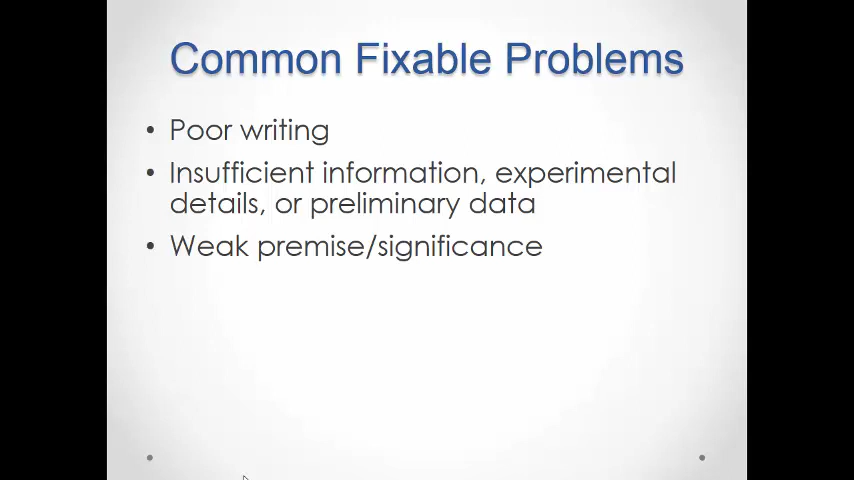 Common Fixable Problems
• Poor writing
• Insufficient information, experimental
details, or preliminary data
• Weak premise/significance